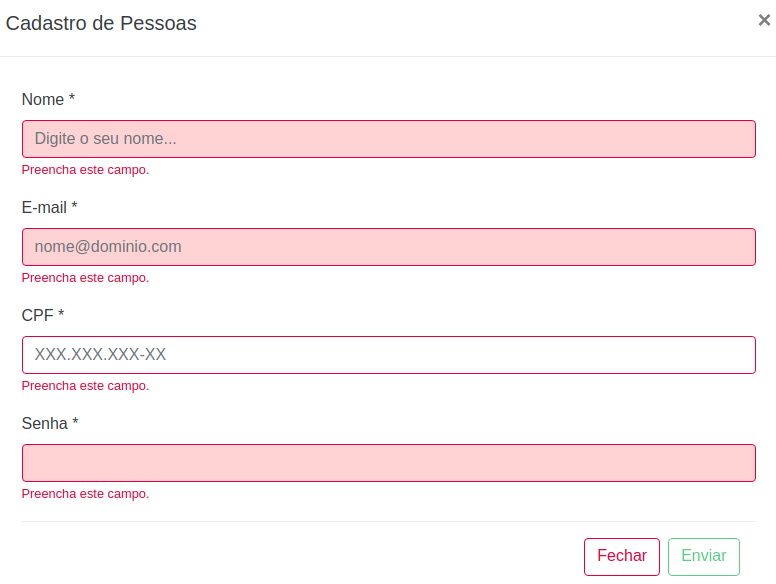 Cadastro de Pessoas ×
Nome *
Digite o seu nome...
Preencha este campo.
E-mail *
nome@dominio.com
Preencha este campo.
CPF *
XXX.XXX.XXX-XX
Preencha este campo.
Senha *
Preencha este campo.
Fechar Enviar